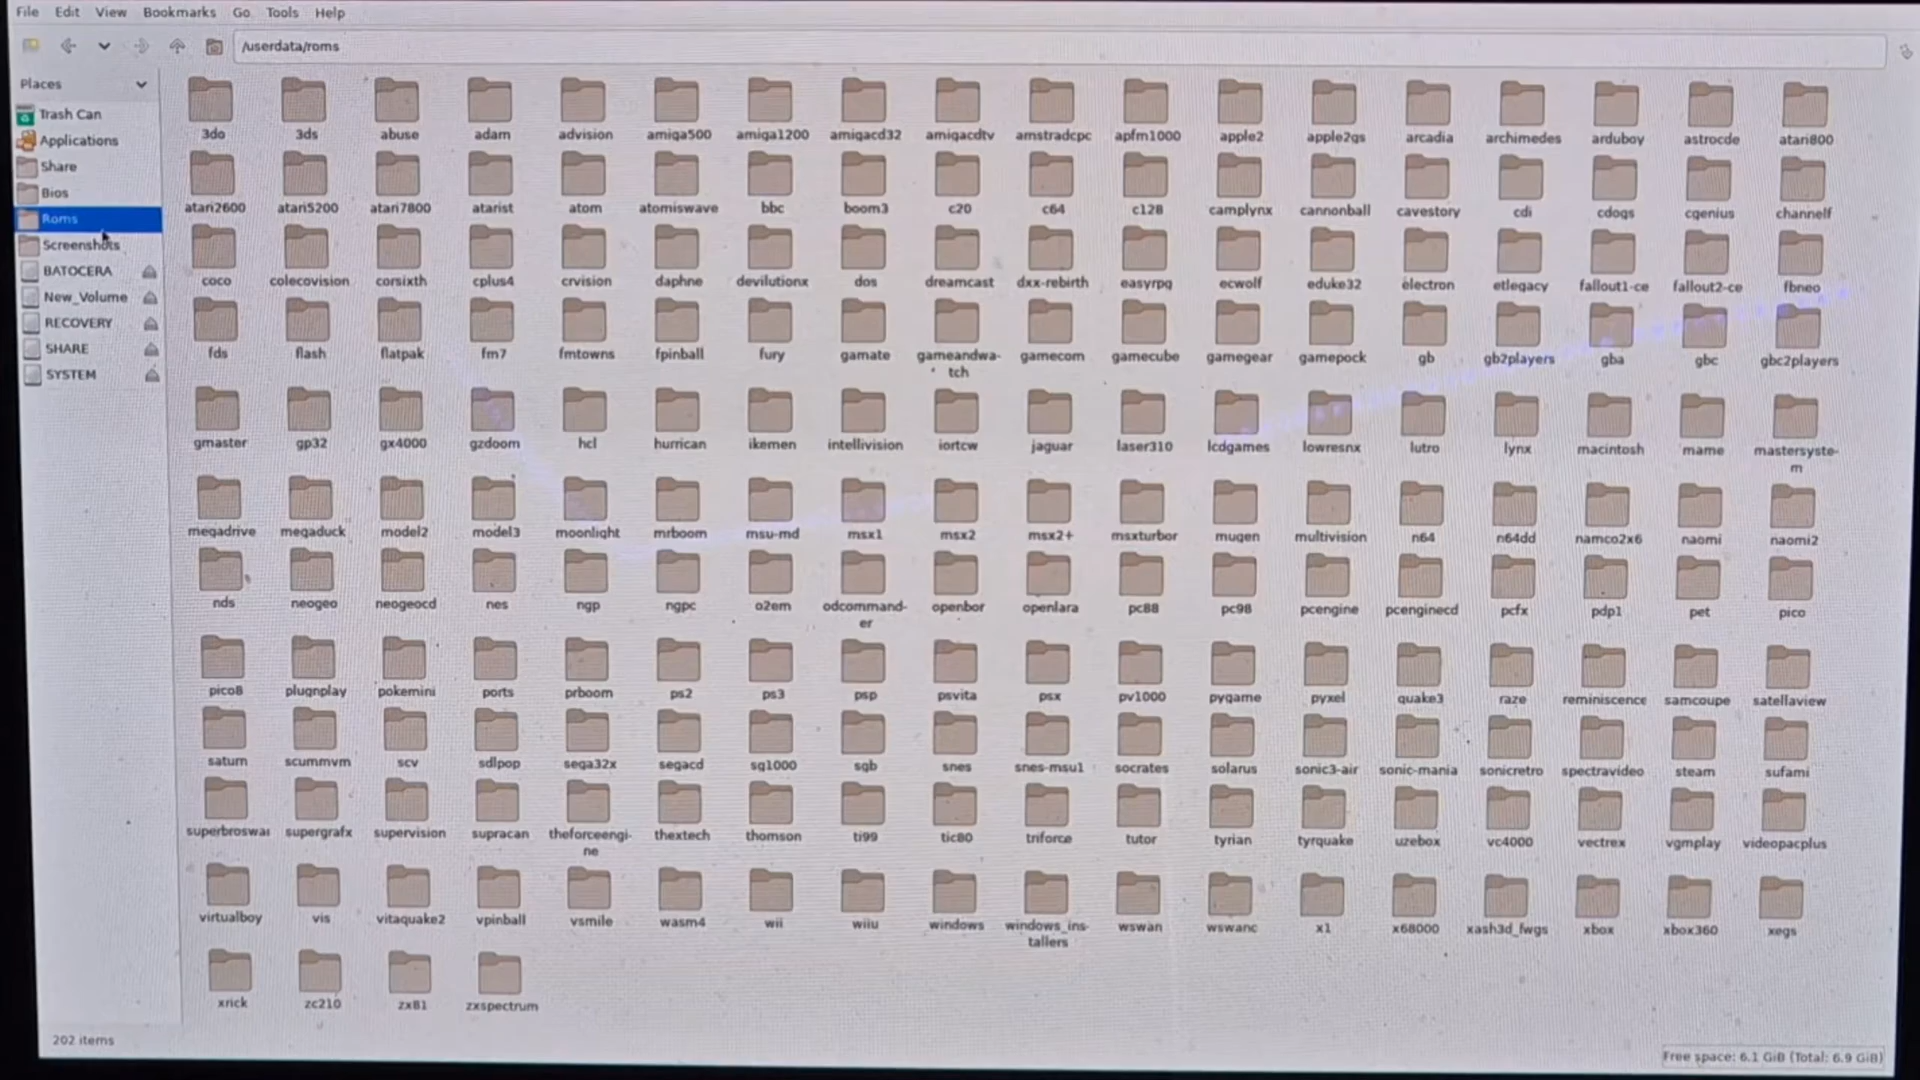 File Edit View Bookmarks Go Tools Help
/userdata/roms
Places
Trash Can
Applications
Share
Bios
Roms
Screenshots
BATOCERA
New_Volume
RECOVERY
SHARE
SYSTEM
3do 3ds abuse adam advision amiga500 amiga1200 amigacd32 amigacdtv amstradcpc apfm1000 apple2 apple2gs arcadia archimedes arduboy astrocde atari800
atari2600 atari5200 atari7800 atarist atom atomiswave bbc boom3 c20 c64 c128 camplynx cannonball cavestory cdi cdogs cgenius channelf
coco colecovision corsixth cplus4 crvision daphne devilutionx dos dreamcast dxx-rebirth easyrpg ecwolf eduke32 electron etlegacy fallout1-ce fallout2-ce fbneo
fds flash flatpak fm7 fmtowns fpinball fury gamate gameandwa- gamecom gamecube gamegear gamepock gb gb2players gba gbc gbc2players
tch
gmaster gp32 gx4000 gzdoom hcl hurrican ikemen intellivision iortcw jaguar laser310 lcdgames lowresnx lutro lynx macintosh mame mastersyste-
m
megadrive megaduck model2 model3 moonlight mrboom msu-md msx1 msx2 msx2+ msxturbor mugen multivision n64 n64dd namco2x6 naomi naomi2
nds neogeo neogeocd nes ngp ngpc o2em odcommand- openbor openlara pc88 pc98 pcengine pcenginecd pcfx pdp1 pet pico
er
pico8 plugnplay pokemini ports prboom ps2 ps3 psp psvita psx pv1000 pygame pyxel quake3 raze reminiscence samcoupe satellaview
saturn scummvm scv sdlpop sega32x segacd sg1000 sgb snes snes-msu1 socrates solarus sonic3-air sonic-mania sonicretro spectravideo steam sufami
superbroswar supergrafx supervision supracan theforceengi- thextech thomson ti99 tic80 triforce tutor tyrian tyrquake uzebox vc4000 vectrex vgmplay videopacplus
ne
virtualboy vis vitaquake2 vpinball vsmile wasm4 wii wiiu windows windows_ins- wswan wswanc x1 x68000 xash3d_fwgs xbox xbox360 xegs
tallers
xrick zc210 zx81 zxspectrum
202 items
Free space: 6.1 GiB (Total: 6.9 GiB)